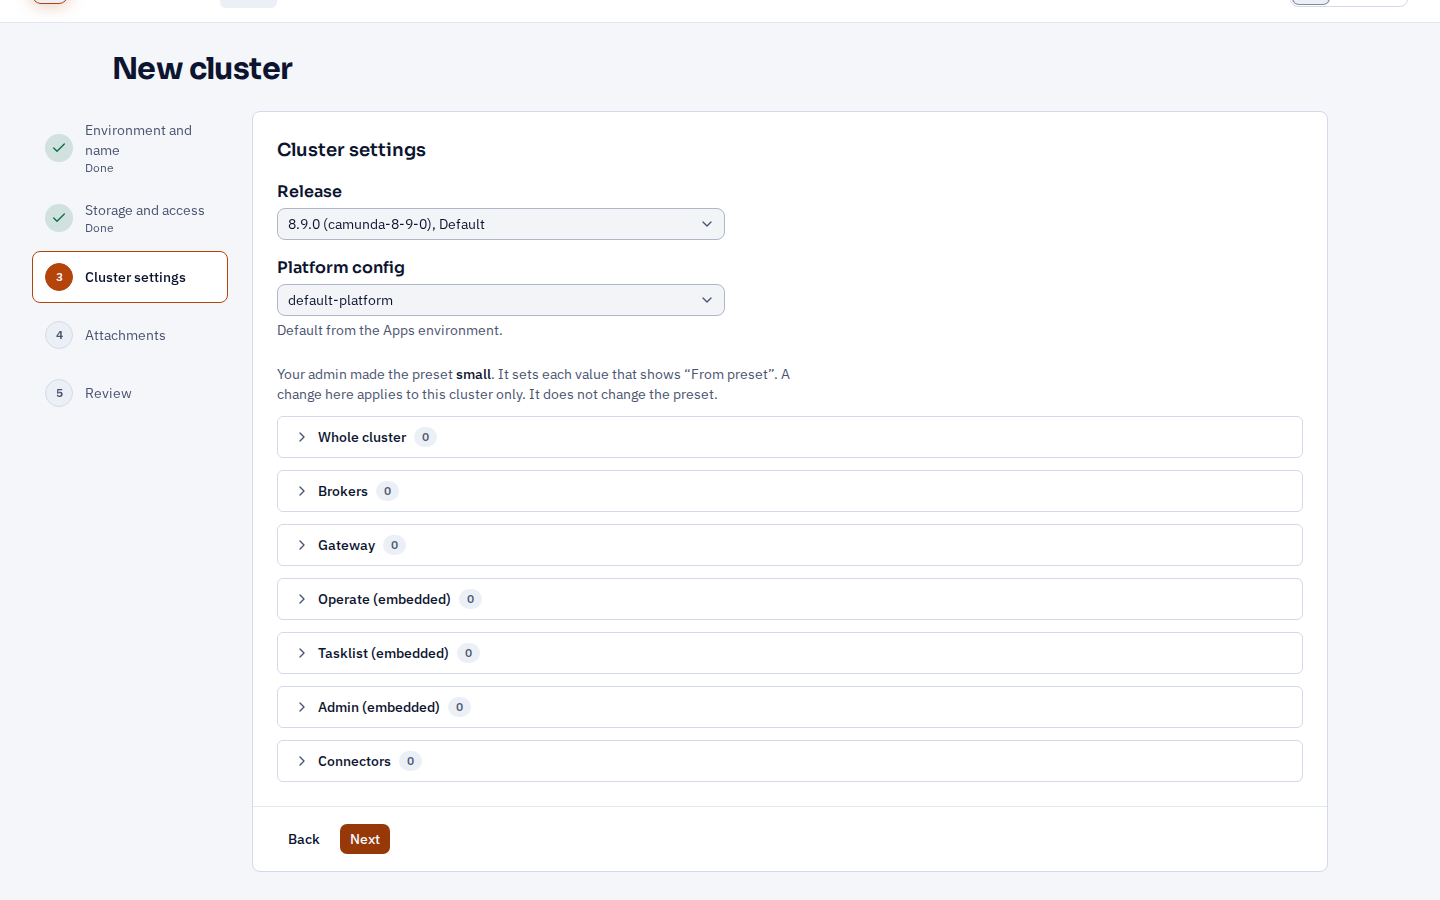 New cluster
Environment and
name
Done
Storage and access
Done
3
Cluster settings
4
Attachments
5
Review
Cluster settings
Release
8.9.0 (camunda-8-9-0), Default
Platform config
default-platform
Default from the Apps environment.
Your admin made the preset small. It sets each value that shows “From preset”. A
change here applies to this cluster only. It does not change the preset.
Whole cluster 0
Brokers 0
Gateway 0
Operate (embedded) 0
Tasklist (embedded) 0
Admin (embedded) 0
Connectors 0
Back Next